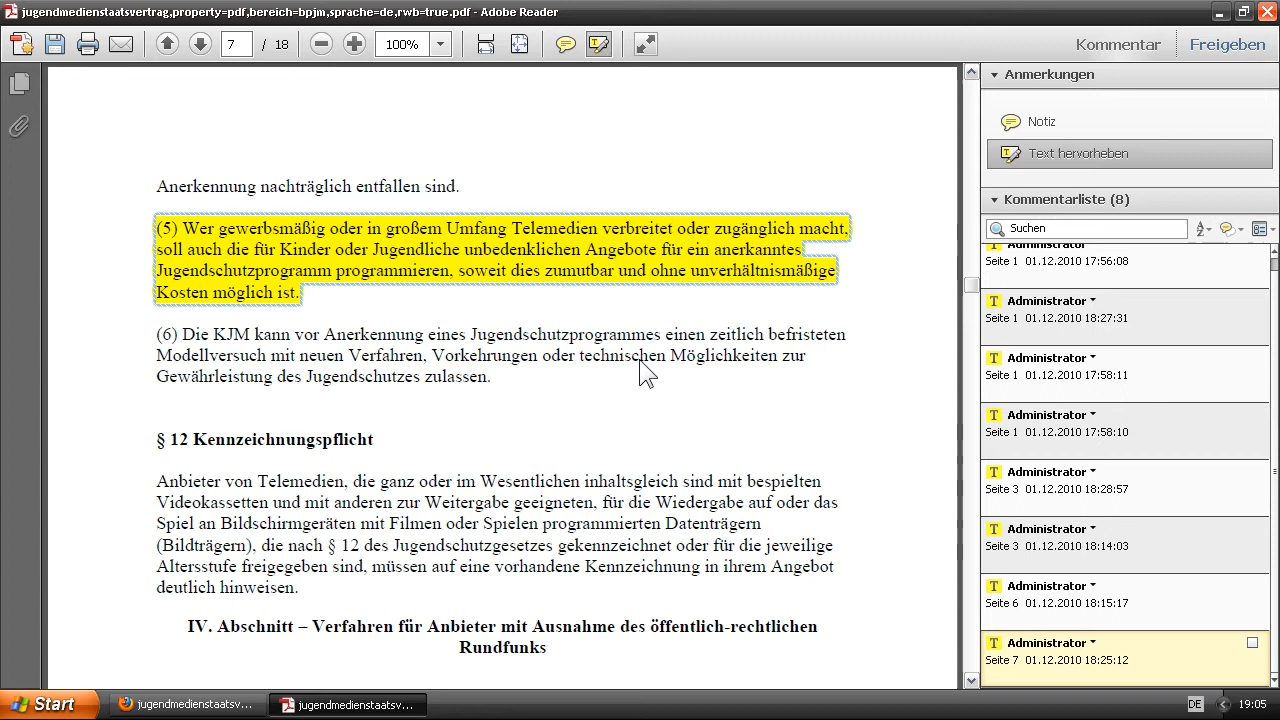 jugendmedienstaatsvertrag,property=pdf,bereich=bpjm,sprache=de,rwb=true.pdf - Adobe Reader
7 / 18 100% Kommentar Freigeben
Anerkennung nachträglich entfallen sind.
(5) Wer gewerbsmäßig oder in großem Umfang Telemedien verbreitet oder zugänglich macht,
soll auch die für Kinder oder Jugendliche unbedenklichen Angebote für ein anerkanntes
Jugendschutzprogramm programmieren, soweit dies zumutbar und ohne unverhältnismäßige
Kosten möglich ist.
(6) Die KJM kann vor Anerkennung eines Jugendschutzprogrammes einen zeitlich befristeten
Modellversuch mit neuen Verfahren, Vorkehrungen oder technischen Möglichkeiten zur
Gewährleistung des Jugendschutzes zulassen.
§ 12 Kennzeichnungspflicht
Anbieter von Telemedien, die ganz oder im Wesentlichen inhaltsgleich sind mit bespielten
Videokassetten und mit anderen zur Weitergabe geeigneten, für die Wiedergabe auf oder das
Spiel an Bildschirmgeräten mit Filmen oder Spielen programmierten Datenträgern
(Bildträgern), die nach § 12 des Jugendschutzgesetzes gekennzeichnet oder für die jeweilige
Altersstufe freigegeben sind, müssen auf eine vorhandene Kennzeichnung in ihrem Angebot
deutlich hinweisen.
IV. Abschnitt – Verfahren für Anbieter mit Ausnahme des öffentlich-rechtlichen
Rundfunks
Anmerkungen
Notiz
Text hervorheben
Kommentarliste (8)
Suchen
Administrator
Seite 1 01.12.2010 17:56:08
Administrator
Seite 1 01.12.2010 18:27:31
Administrator
Seite 1 01.12.2010 17:58:11
Administrator
Seite 1 01.12.2010 17:58:10
Administrator
Seite 3 01.12.2010 18:28:57
Administrator
Seite 3 01.12.2010 18:14:03
Administrator
Seite 6 01.12.2010 18:15:17
Administrator
Seite 7 01.12.2010 18:25:12
Start jugendmedienstaatsv... jugendmedienstaatsv... DE 19:05